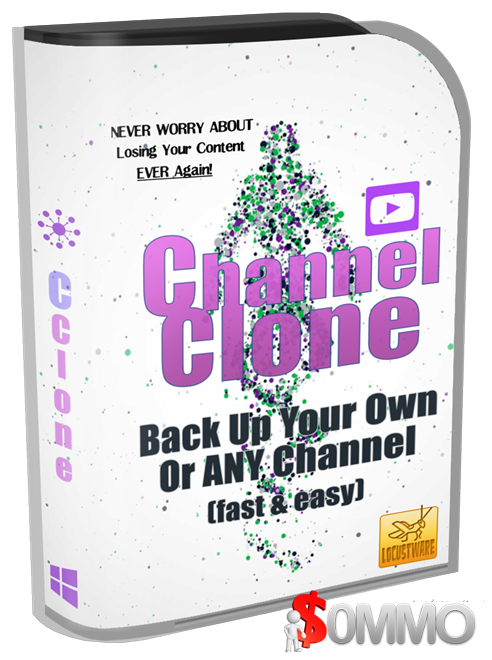 NEVER WORRY ABOUT
Losing Your Content
EVER Again!
Channel
Clone
Back Up Your Own
Or ANY Channel
(fast & easy)
CClone
LOCUSTWARE
$OMMO